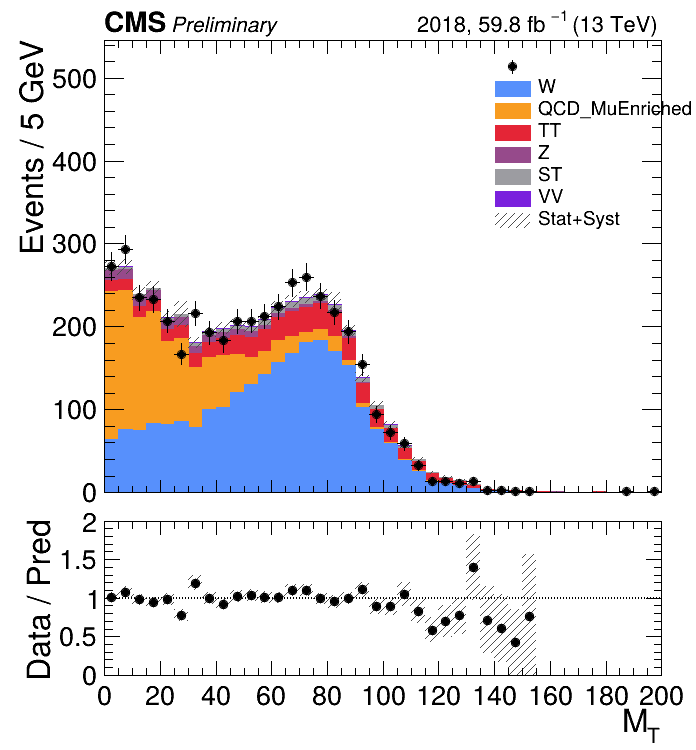 CMS Preliminary 2018, 59.8 fb⁻¹ (13 TeV)
Events / 5 GeV
500
400
300
200
100
0
W
QCD_MuEnriched
TT
Z
ST
VV
Stat+Syst
Data / Pred
2
1.5
1
0.5
0
0 20 40 60 80 100 120 140 160 180 200
M_T